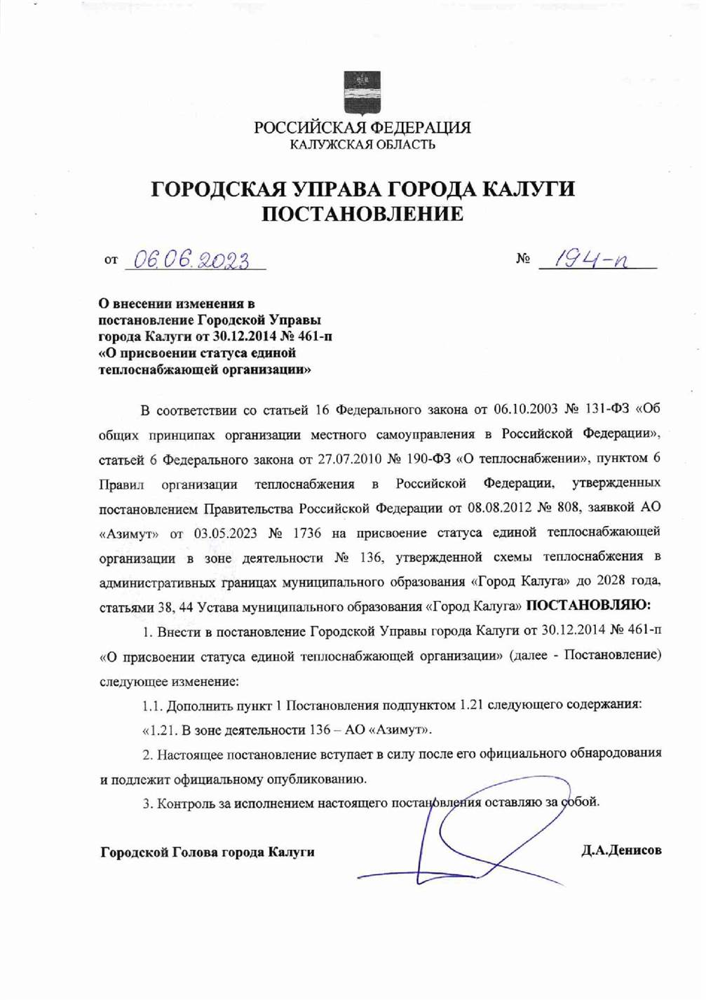 РОССИЙСКАЯ ФЕДЕРАЦИЯ
КАЛУЖСКАЯ ОБЛАСТЬ
ГОРОДСКАЯ УПРАВА ГОРОДА КАЛУГИ
ПОСТАНОВЛЕНИЕ
от 06.06.2023 № 194-п
О внесении изменения в
постановление Городской Управы
города Калуги от 30.12.2014 № 461-п
«О присвоении статуса единой
теплоснабжающей организации»
В соответствии со статьей 16 Федерального закона от 06.10.2003 № 131-ФЗ «Об
общих принципах организации местного самоуправления в Российской Федерации»,
статьей 6 Федерального закона от 27.07.2010 № 190-ФЗ «О теплоснабжении», пунктом 6
Правил организации теплоснабжения в Российской Федерации, утвержденных
постановлением Правительства Российской Федерации от 08.08.2012 № 808, заявкой АО
«Азимут» от 03.05.2023 № 1736 на присвоение статуса единой теплоснабжающей
организации в зоне деятельности № 136, утвержденной схемы теплоснабжения в
административных границах муниципального образования «Город Калуга» до 2028 года,
статьями 38, 44 Устава муниципального образования «Город Калуга» ПОСТАНОВЛЯЮ:
1. Внести в постановление Городской Управы города Калуги от 30.12.2014 № 461-п
«О присвоении статуса единой теплоснабжающей организации» (далее - Постановление)
следующее изменение:
1.1. Дополнить пункт 1 Постановления подпунктом 1.21 следующего содержания:
«1.21. В зоне деятельности 136 – АО «Азимут».
2. Настоящее постановление вступает в силу после его официального обнародования
и подлежит официальному опубликованию.
3. Контроль за исполнением настоящего постановления оставляю за собой.
Городской Голова города Калуги Д.А.Денисов